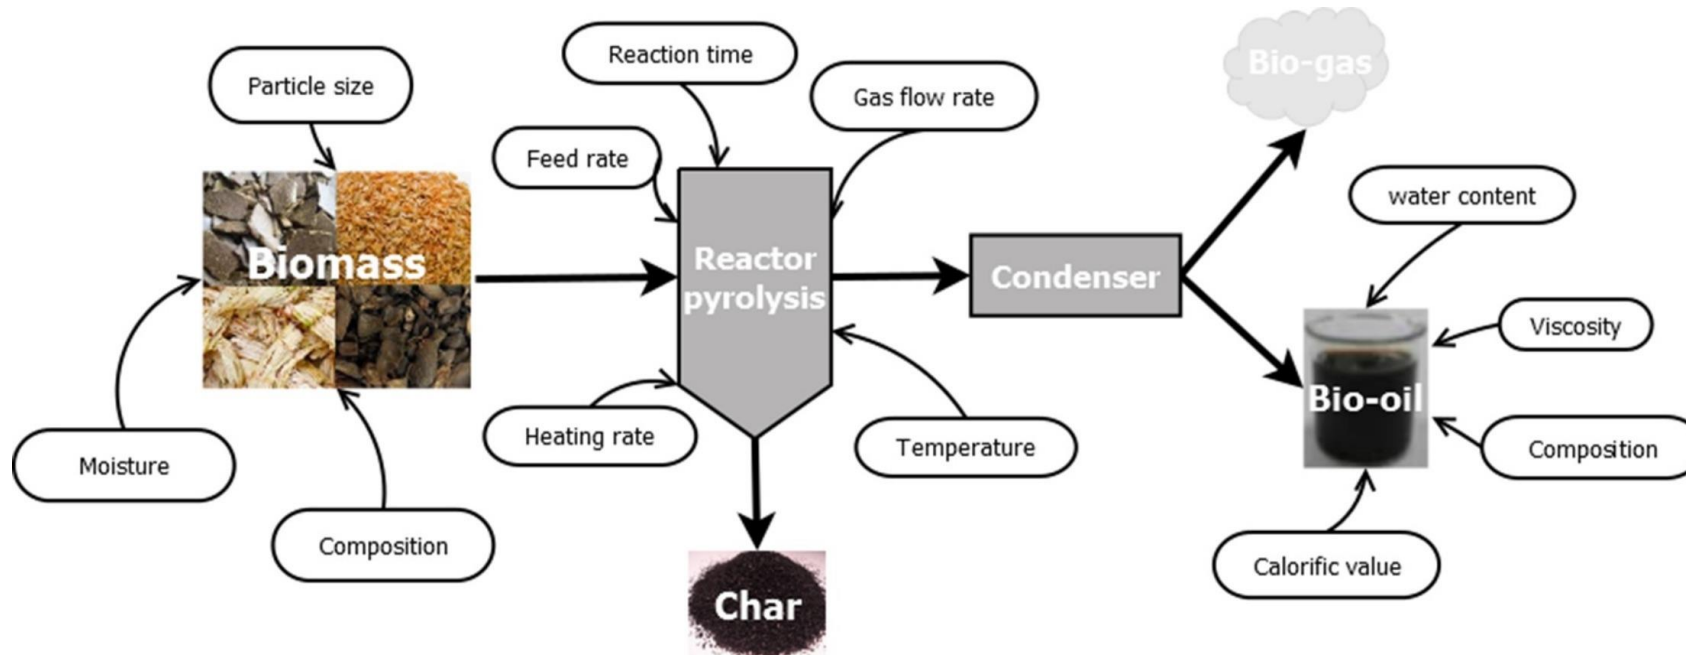 Particle size
Reaction time
Gas flow rate
Feed rate
Bio-gas
water content
Biomass
Reactor
pyrolysis
Condenser
Viscosity
Bio-oil
Moisture
Composition
Heating rate
Temperature
Composition
Calorific value
Char